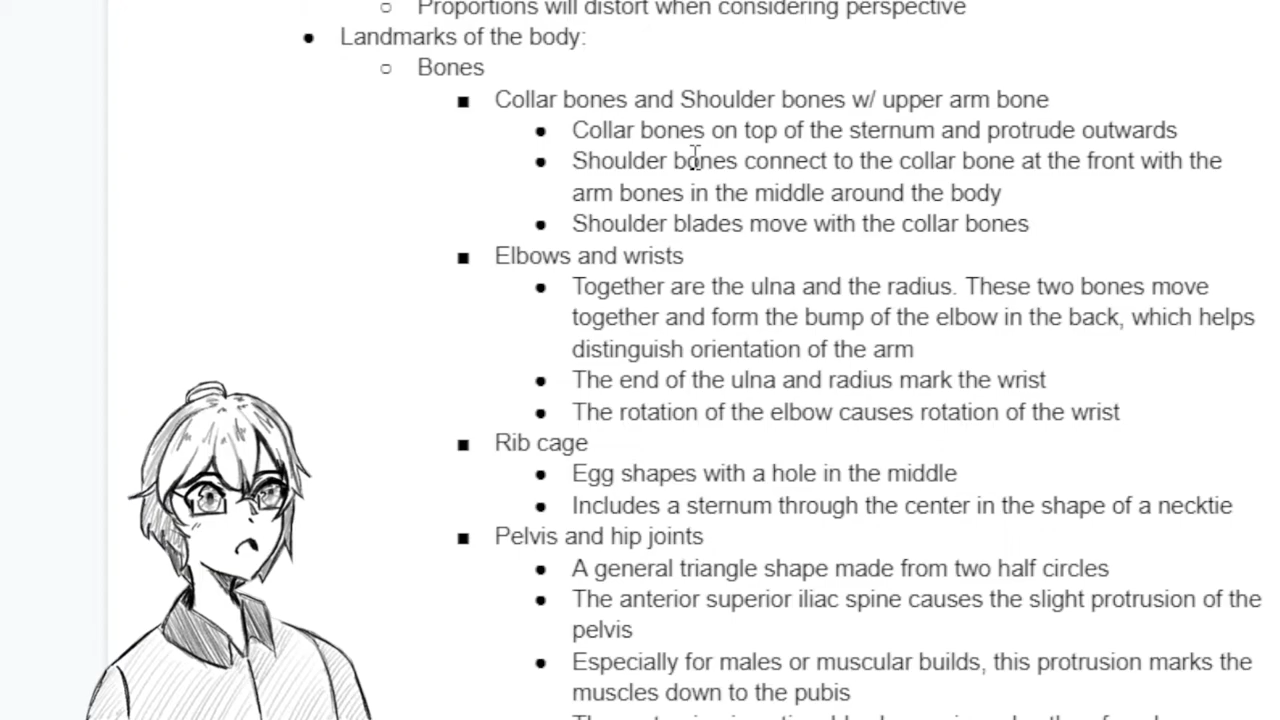 Proportions will distort when considering perspective
Landmarks of the body:
Bones
Collar bones and Shoulder bones w/ upper arm bone
Collar bones on top of the sternum and protrude outwards
Shoulder bones connect to the collar bone at the front with the
arm bones in the middle around the body
Shoulder blades move with the collar bones
Elbows and wrists
Together are the ulna and the radius. These two bones move
together and form the bump of the elbow in the back, which helps
distinguish orientation of the arm
The end of the ulna and radius mark the wrist
The rotation of the elbow causes rotation of the wrist
Rib cage
Egg shapes with a hole in the middle
Includes a sternum through the center in the shape of a necktie
Pelvis and hip joints
A general triangle shape made from two half circles
The anterior superior iliac spine causes the slight protrusion of the
pelvis
Especially for males or muscular builds, this protrusion marks the
muscles down to the pubis